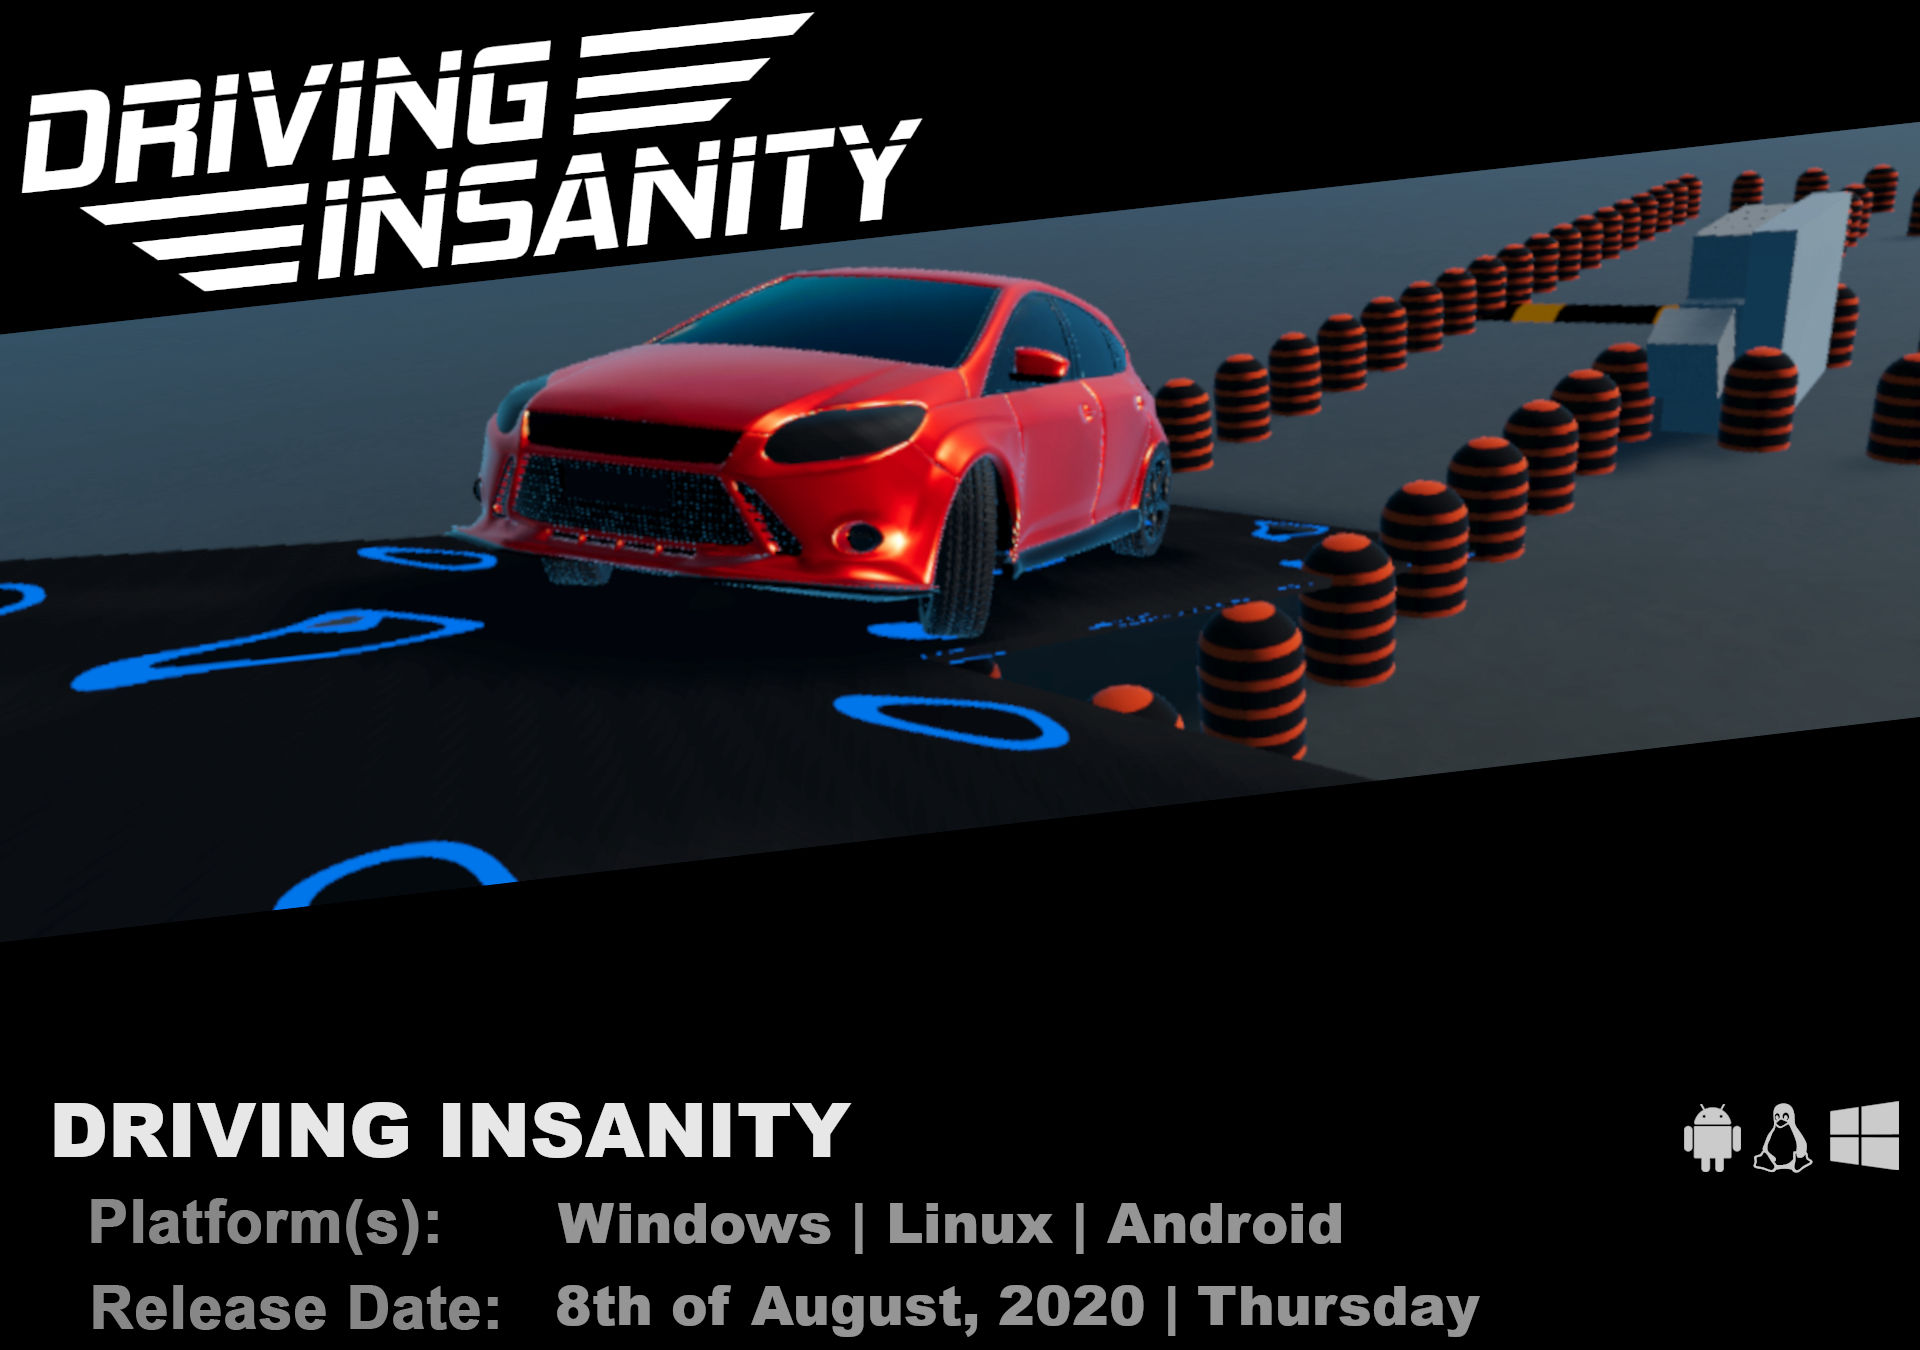 DRIVING
INSANITY
DRIVING INSANITY
Platform(s): Windows | Linux | Android
Release Date: 8th of August, 2020 | Thursday